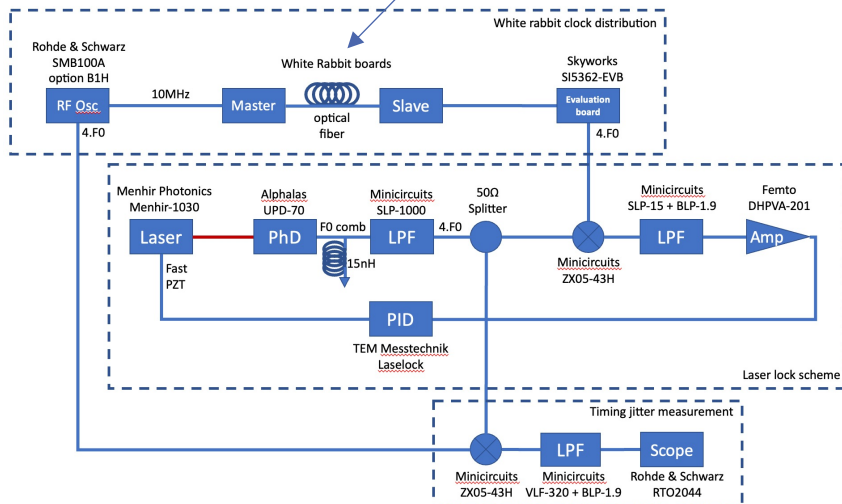 White rabbit clock distribution
Rohde & Schwarz
SMB100A
option B1H
RF Osc
10MHz
4.F0
Master
White Rabbit boards
optical
fiber
Slave
Skyworks
SI5362-EVB
Evaluation
board
4.F0
Menhir Photonics
Menhir-1030
Laser
Fast
PZT
Alphalas
UPD-70
PhD
F0 comb
15nH
Minicircuits
SLP-1000
LPF
4.F0
50Ω
Splitter
Minicircuits
ZX05-43H
Minicircuits
SLP-15 + BLP-1.9
LPF
Femto
DHPVA-201
Amp
PID
TEM Messtechnik
Laselock
Laser lock scheme
Timing jitter measurement
Minicircuits
ZX05-43H
LPF
Minicircuits
VLF-320 + BLP-1.9
Scope
Rohde & Schwarz
RTO2044